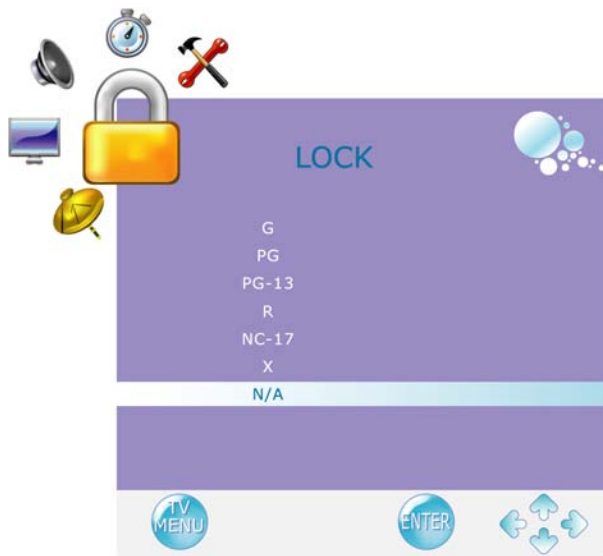 LOCK
G
PG
PG-13
R
NC-17
X
N/A
TV
MENU
ENTER